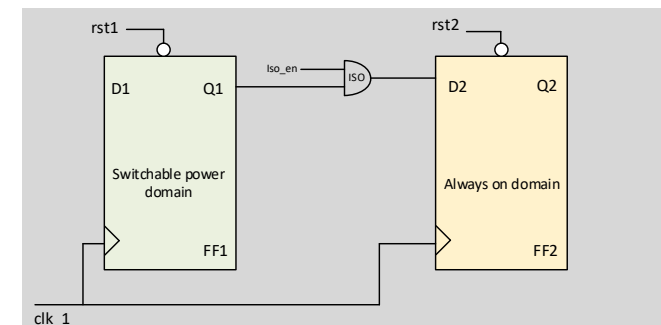 rst1
rst2
Iso_en
ISO
D1
Q1
D2
Q2
Switchable power
domain
Always on domain
FF1
FF2
clk_1